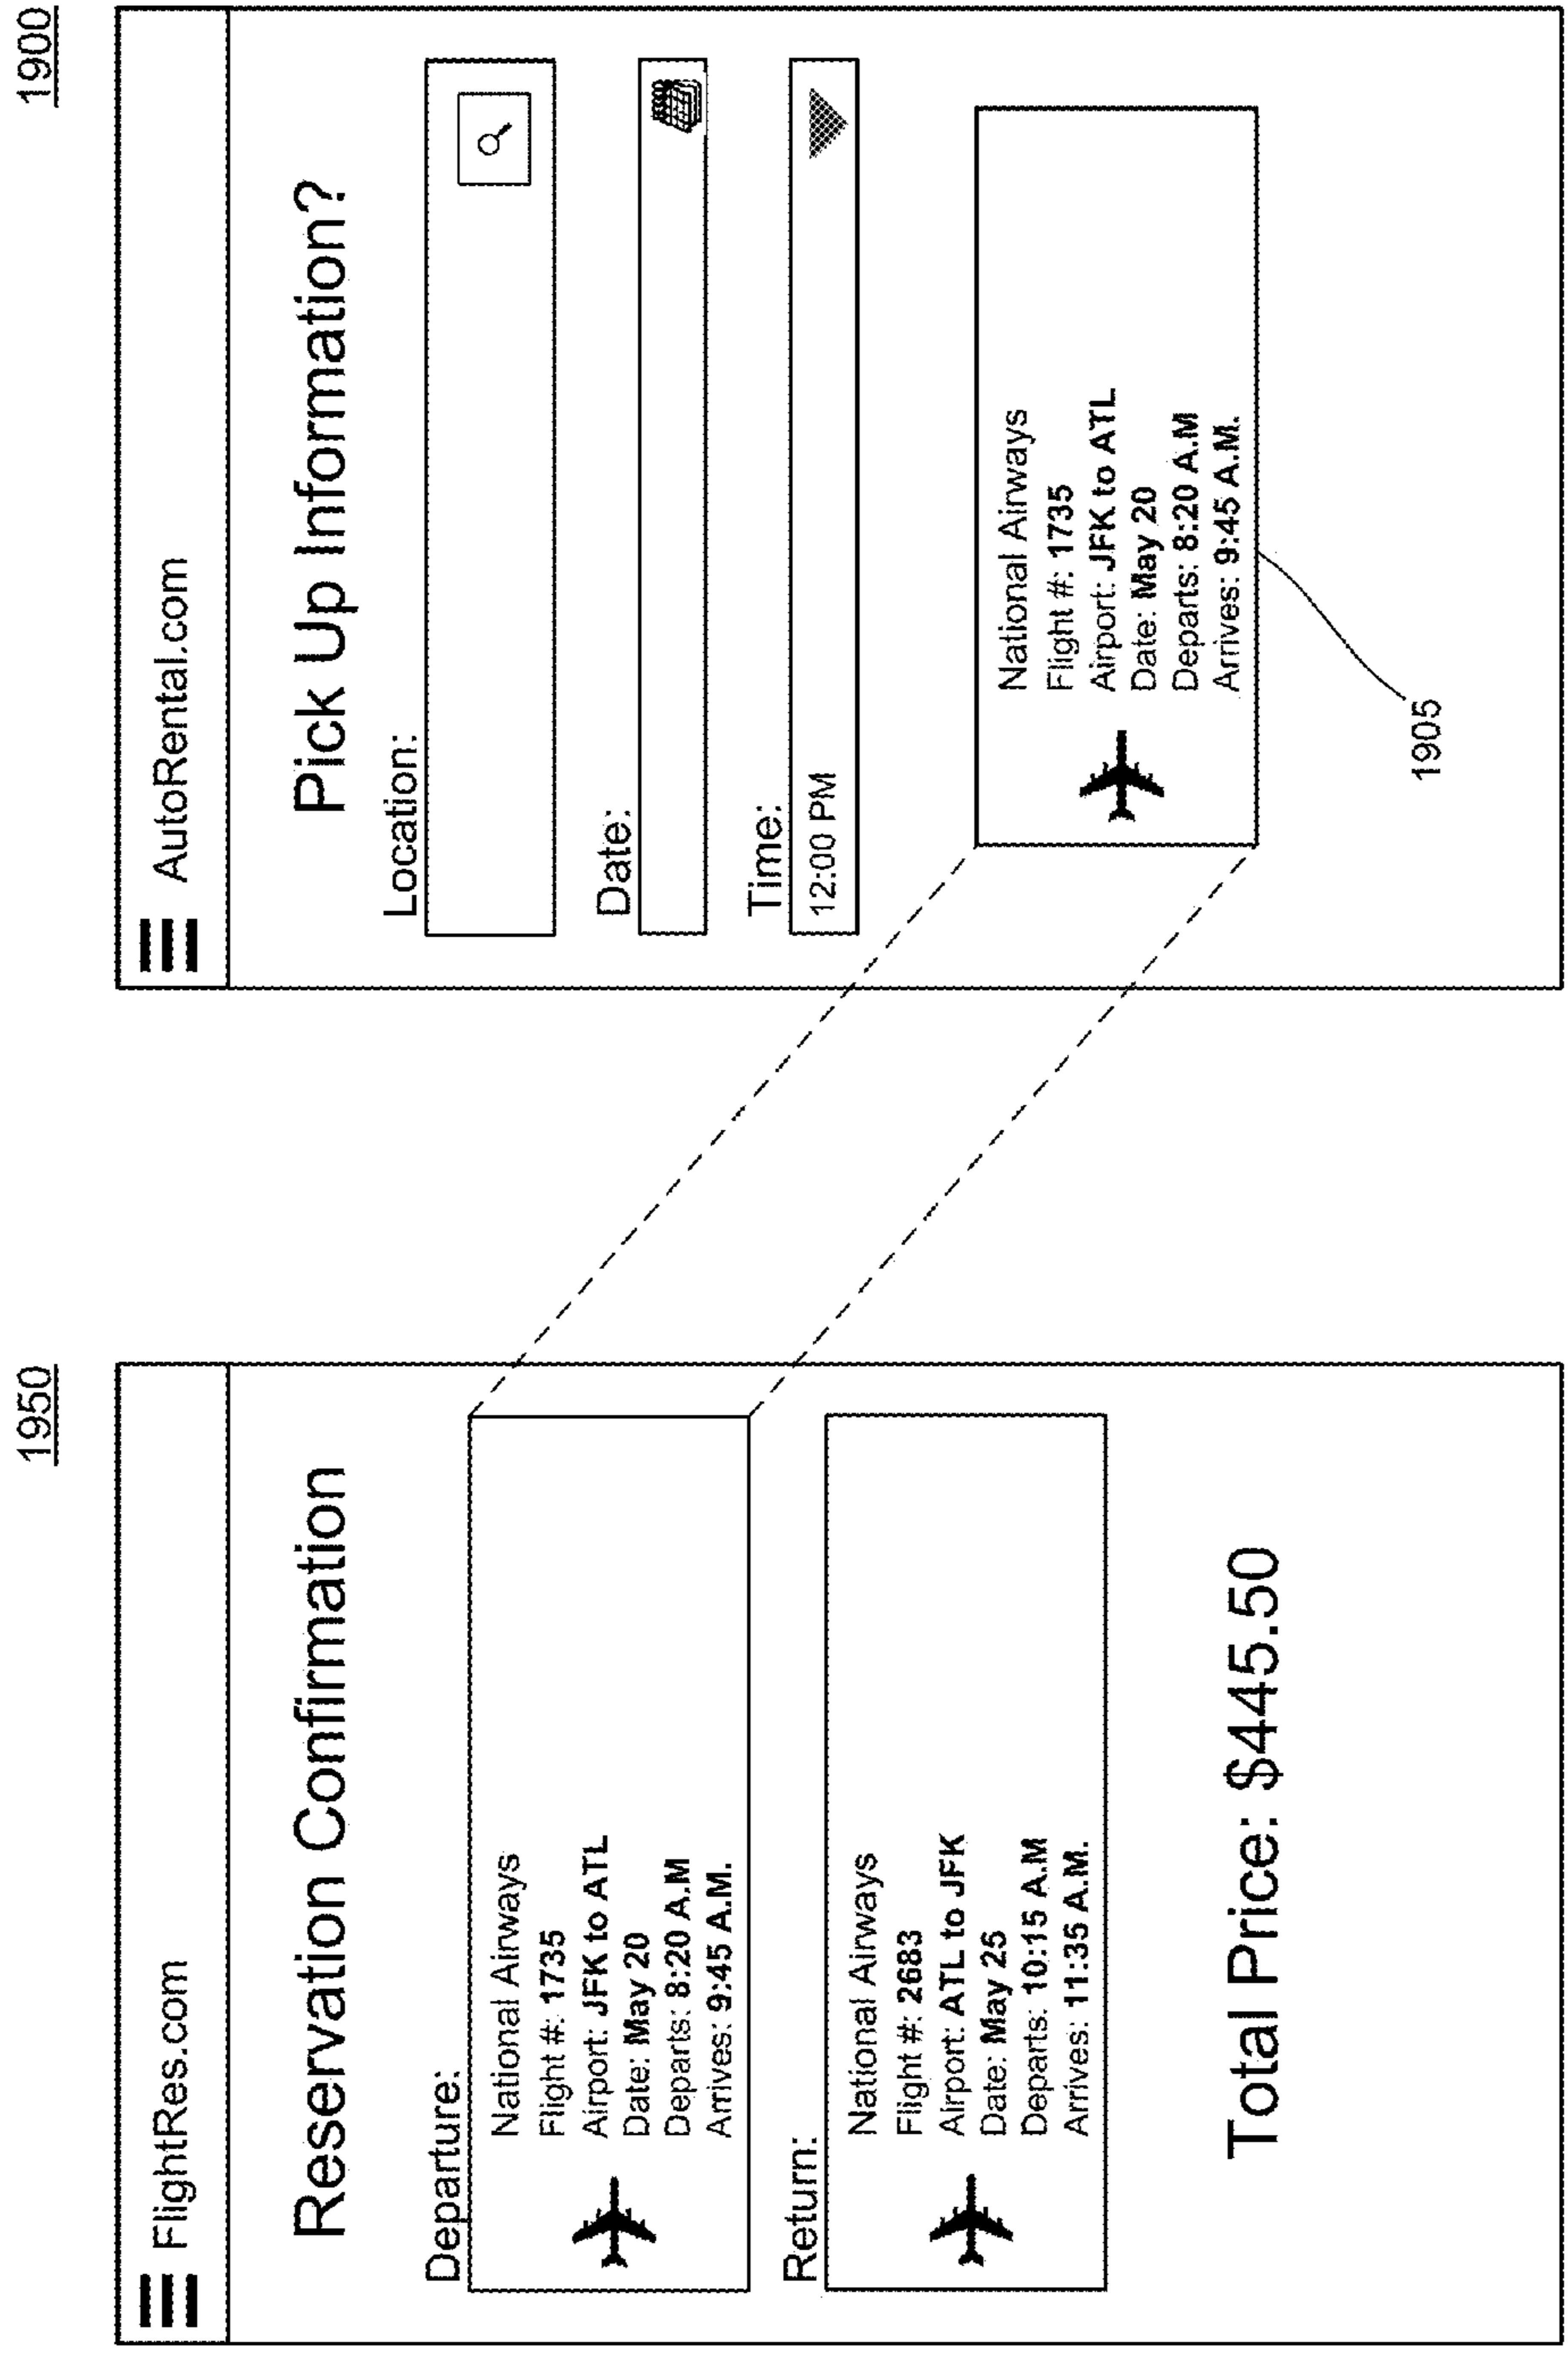 1950
FlightRes.com
Reservation Confirmation
Departure:
National Airways
Flight #: 1735
Airport: JFK to ATL
Date: May 20
Departs: 8:20 A.M
Arrives: 9:45 A.M.
Return:
National Airways
Flight #: 2683
Airport: ATL to JFK
Date: May 25
Departs: 10:15 A.M
Arrives: 11:35 A.M.
Total Price: $445.50
1900
AutoRental.com
Pick Up Information?
Location:
Date:
Time:
12:00 PM
National Airways
Flight #: 1735
Airport: JFK to ATL
Date: May 20
Departs: 8:20 A.M
Arrives: 9:45 A.M.
1905